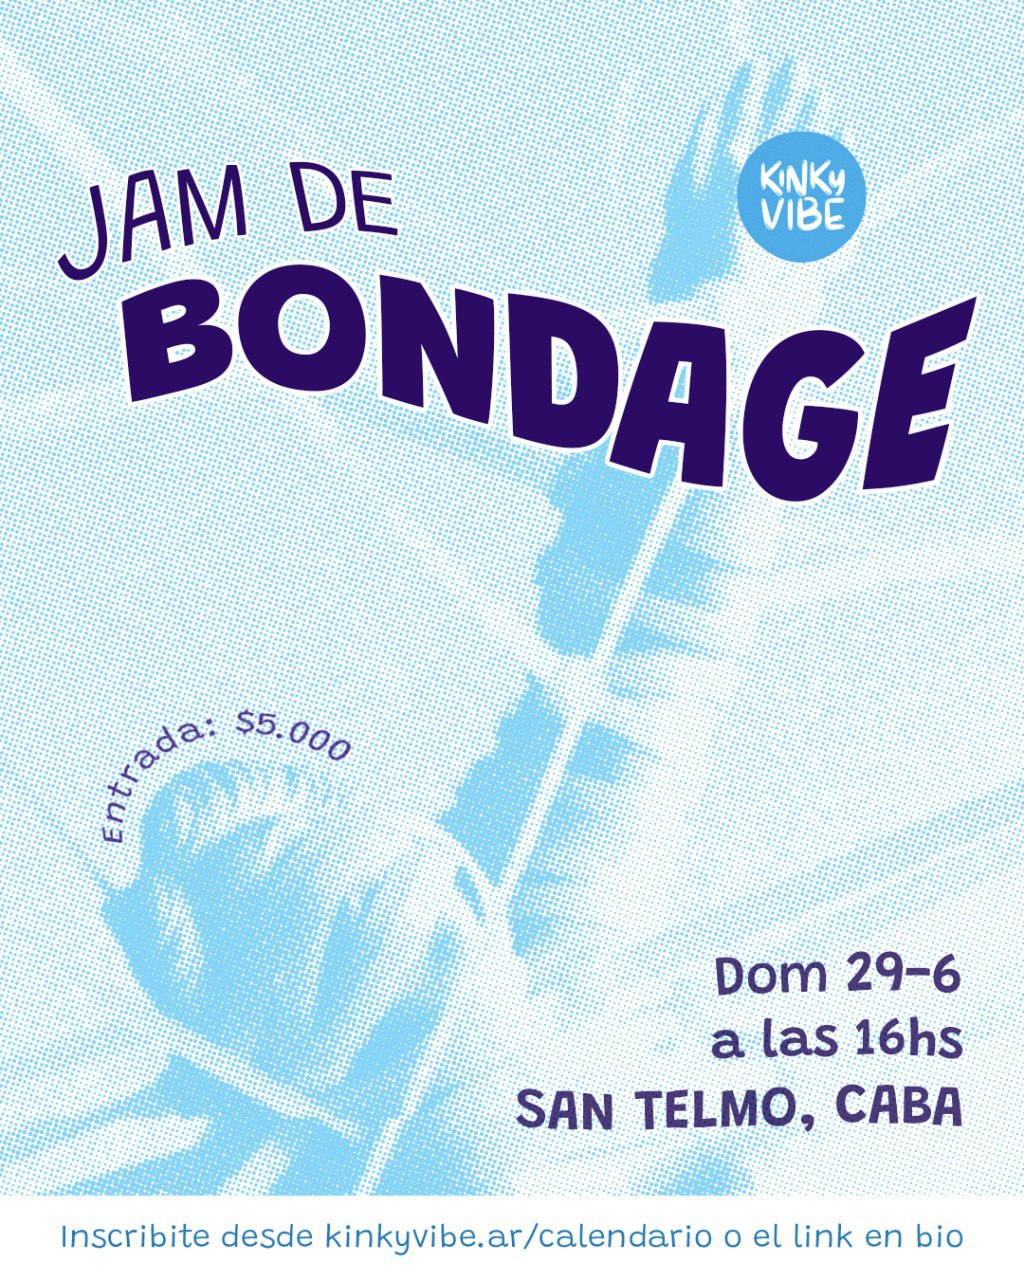 JAM DE
BONDAGE
KINKY
VIBE
Entrada: $5.000
Dom 29-6
a las 16hs
SAN TELMO, CABA
Inscribite desde kinkyvibe.ar/calendario o el link en bio